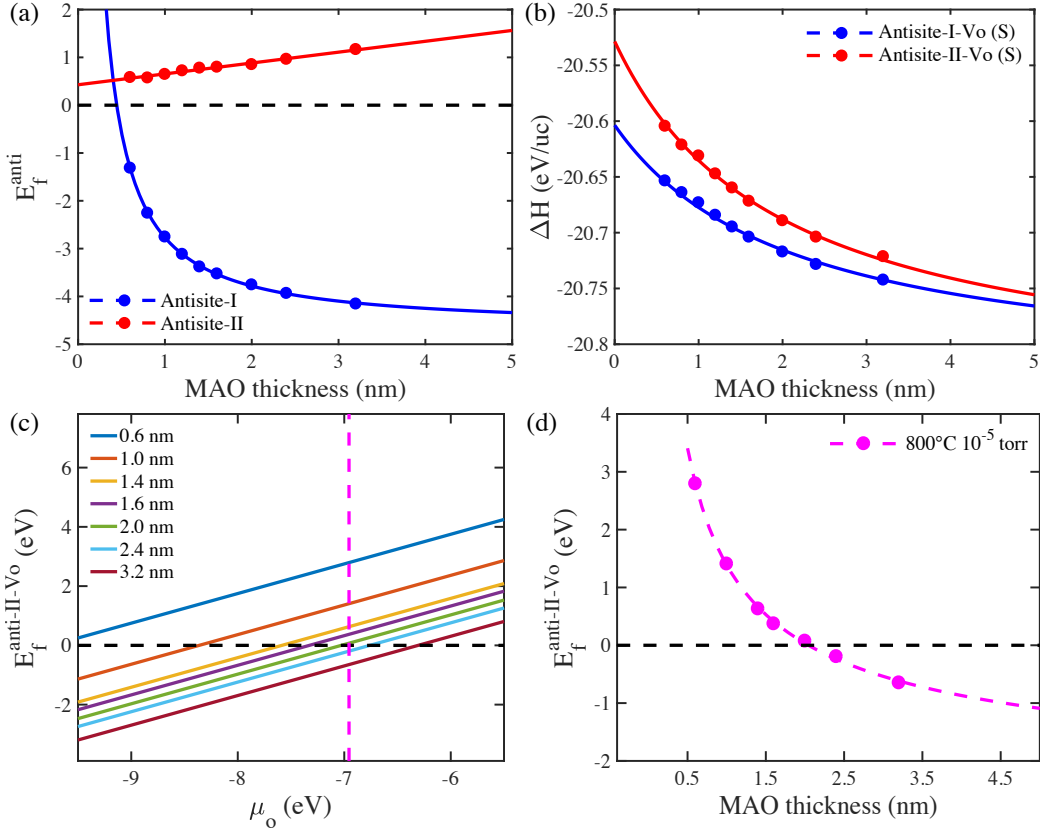 (a)
2
1
0
-1
-2
-3
-4
-5
E_f^anti
Antisite-I
Antisite-II
0 1 2 3 4 5
MAO thickness (nm)
(b)
-20.5
-20.55
-20.6
-20.65
-20.7
-20.75
-20.8
ΔH (eV/uc)
Antisite-I-Vo (S)
Antisite-II-Vo (S)
0 1 2 3 4 5
MAO thickness (nm)
(c)
6
4
2
0
-2
E_f^anti-II-Vo (eV)
0.6 nm
1.0 nm
1.4 nm
1.6 nm
2.0 nm
2.4 nm
3.2 nm
-9 -8 -7 -6
μ_o (eV)
(d)
4
3
2
1
0
-1
-2
E_f^anti-II-Vo (eV)
800°C 10^-5 torr
0.5 1.5 2.5 3.5 4.5
MAO thickness (nm)